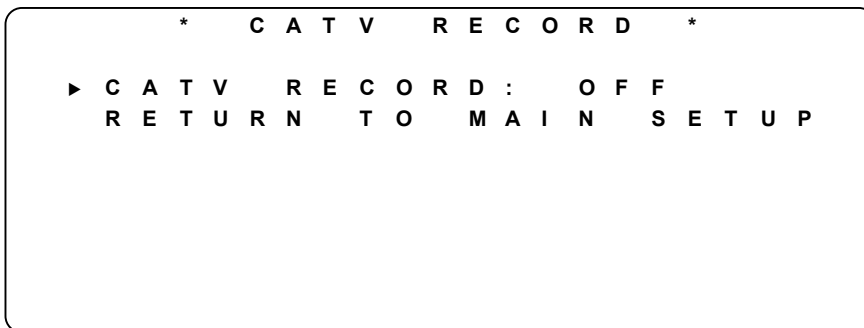 * CATV RECORD *
▶ CATV RECORD: OFF
RETURN TO MAIN SETUP